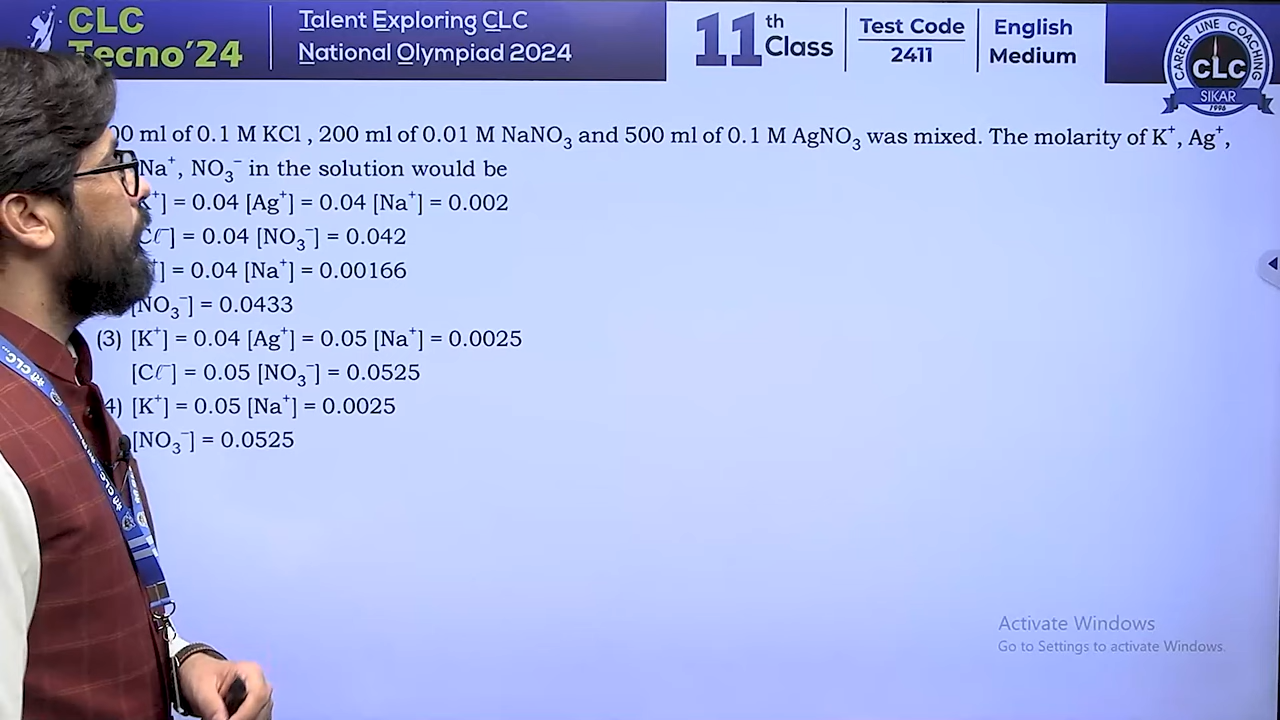 CLC
Tecno'24
Talent Exploring CLC
National Olympiad 2024
11th Class
Test Code
2411
English
Medium
CAREER LINE COACHING
CLC
SIKAR
1996
00 ml of 0.1 M KCl , 200 ml of 0.01 M NaNO₃ and 500 ml of 0.1 M AgNO₃ was mixed. The molarity of K⁺, Ag⁺,
Na⁺, NO₃⁻ in the solution would be
K⁺] = 0.04 [Ag⁺] = 0.04 [Na⁺] = 0.002
Cℓ⁻] = 0.04 [NO₃⁻] = 0.042
⁺] = 0.04 [Na⁺] = 0.00166
[NO₃⁻] = 0.0433
(3) [K⁺] = 0.04 [Ag⁺] = 0.05 [Na⁺] = 0.0025
[Cℓ⁻] = 0.05 [NO₃⁻] = 0.0525
4) [K⁺] = 0.05 [Na⁺] = 0.0025
[NO₃⁻] = 0.0525
CLC
Activate Windows
Go to Settings to activate Windows.